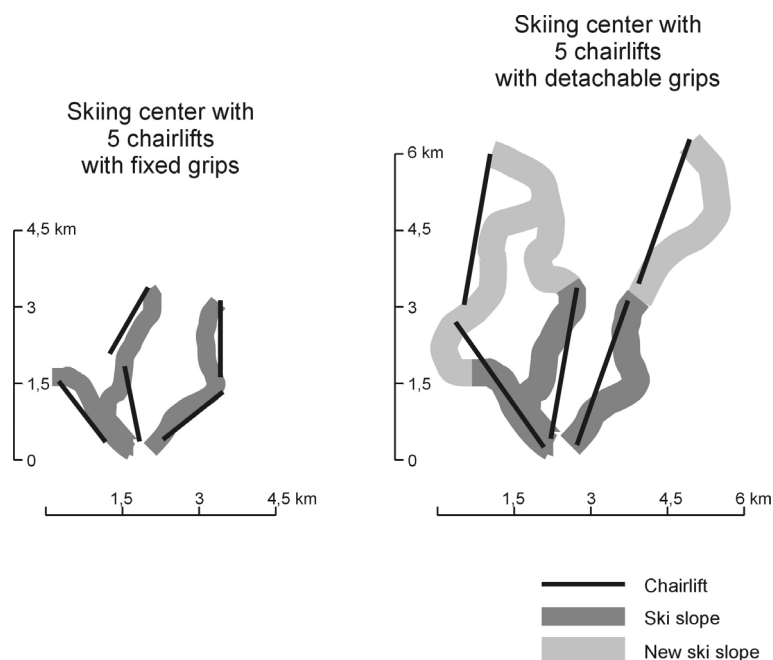 Skiing center with
5 chairlifts
with fixed grips
Skiing center with
5 chairlifts
with detachable grips
4,5 km
3
1,5
0
1,5
3
4,5 km
6 km
4,5
3
1,5
0
1,5
3
4,5
6 km
Chairlift
Ski slope
New ski slope